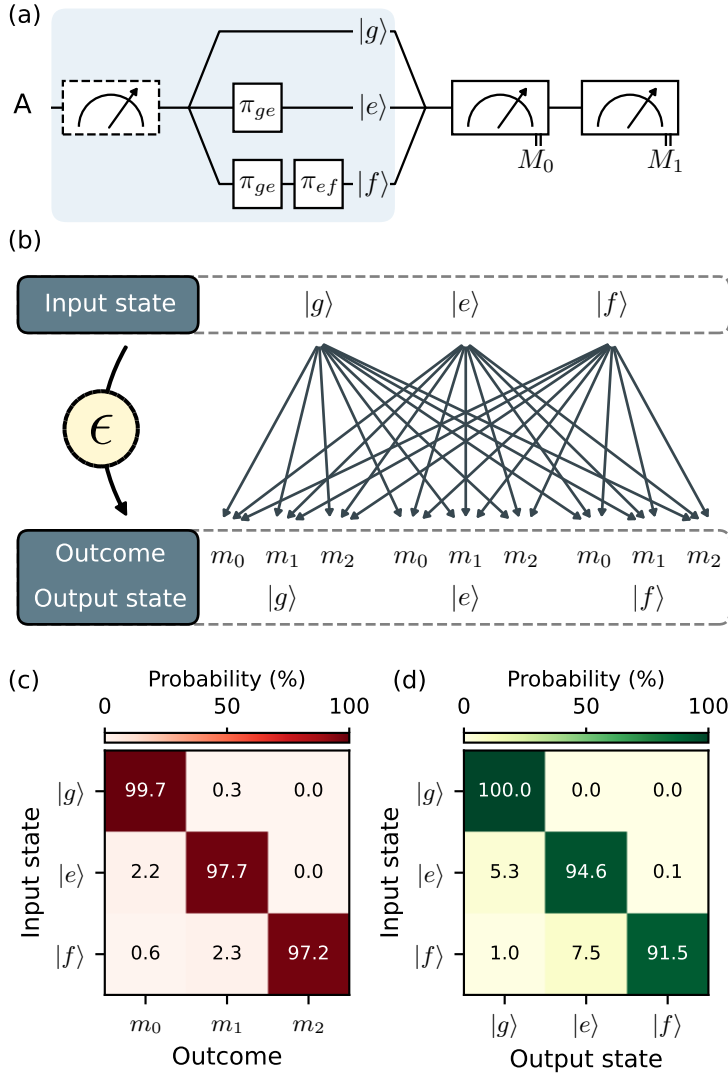 (a)
|g⟩
A π_ge |e⟩
π_ge π_ef |f⟩ M_0 M_1
(b)
Input state |g⟩ |e⟩ |f⟩
ϵ
Outcome m_0 m_1 m_2 m_0 m_1 m_2 m_0 m_1 m_2
Output state |g⟩ |e⟩ |f⟩
(c) Probability (%)
0 50 100
|g⟩ 99.7 0.3 0.0
|e⟩ 2.2 97.7 0.0
|f⟩ 0.6 2.3 97.2
Input state
m_0 m_1 m_2
Outcome
(d) Probability (%)
0 50 100
|g⟩ 100.0 0.0 0.0
|e⟩ 5.3 94.6 0.1
|f⟩ 1.0 7.5 91.5
Input state
|g⟩ |e⟩ |f⟩
Output state